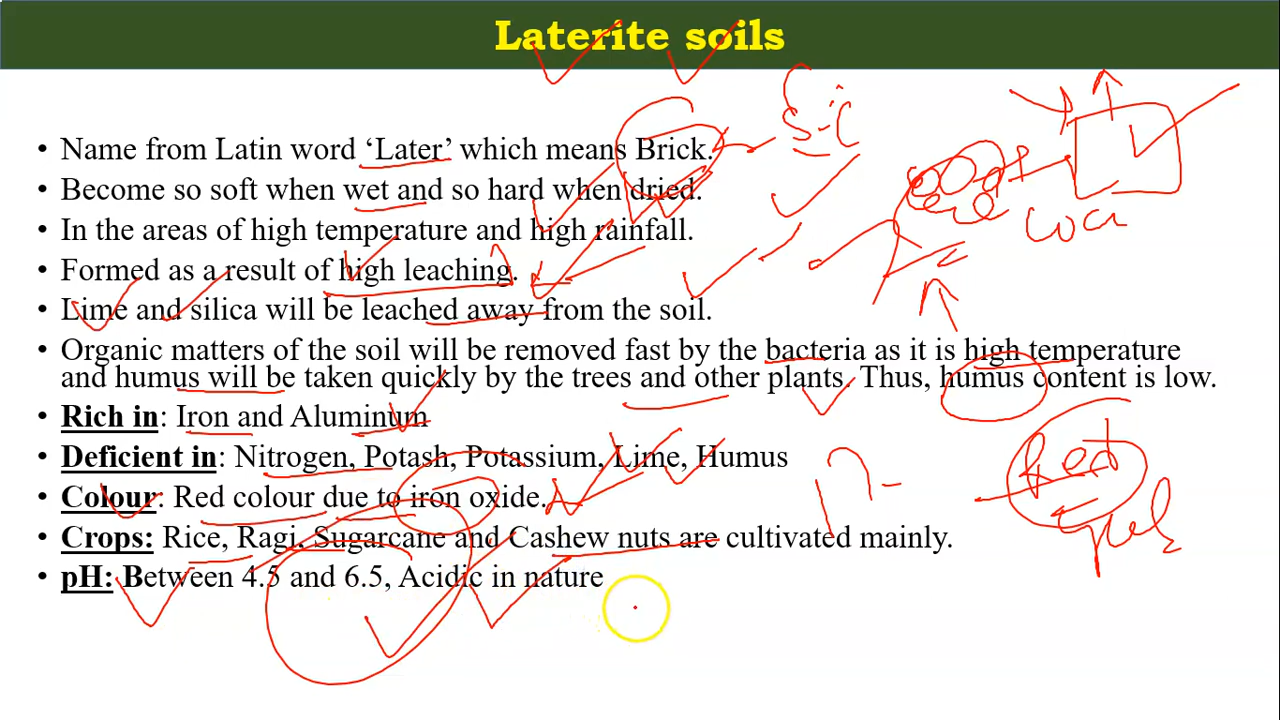 Laterite soils
• Name from Latin word ‘Later’ which means Brick.
• Become so soft when wet and so hard when dried.
• In the areas of high temperature and high rainfall.
• Formed as a result of high leaching.
• Lime and silica will be leached away from the soil.
• Organic matters of the soil will be removed fast by the bacteria as it is high temperature
and humus will be taken quickly by the trees and other plants. Thus, humus content is low.
• Rich in: Iron and Aluminum
• Deficient in: Nitrogen, Potash, Potassium, Lime, Humus
Red
• Colour: Red colour due to iron oxide.
• Crops: Rice, Ragi, Sugarcane and Cashew nuts are cultivated mainly.
• pH: Between 4.5 and 6.5, Acidic in nature